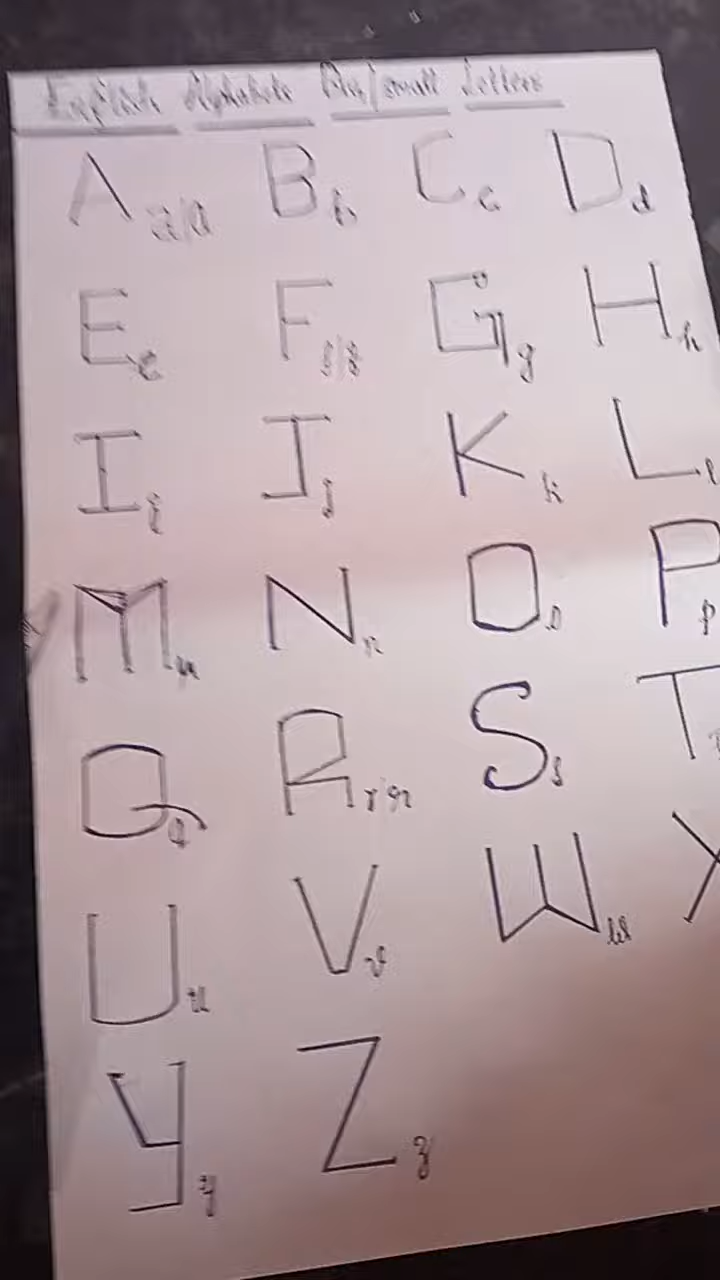 English Alphabets Big/small Letters
A a/a B b C c D d
E e F f/f G g H h
I i J j K k L l
M m N n O o P p
Q q R r/r S s T
U u V v W w X
Y y Z z